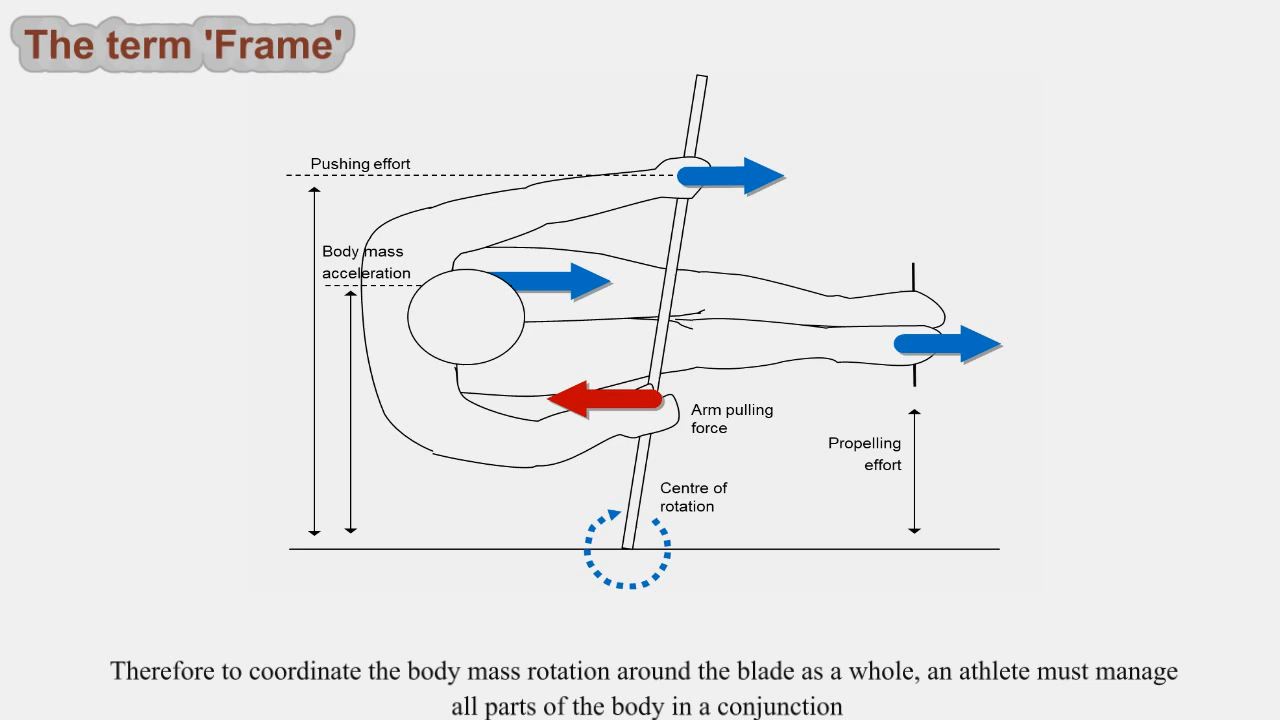 The term 'Frame'
Pushing effort
Body mass
acceleration
Arm pulling
force
Propelling
effort
Centre of
rotation
Therefore to coordinate the body mass rotation around the blade as a whole, an athlete must manage
all parts of the body in a conjunction